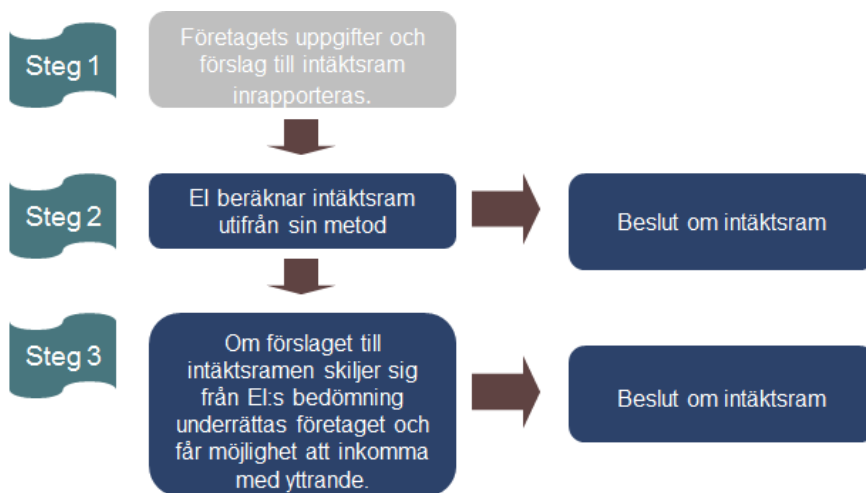 Steg 1
Företagets uppgifter och
förslag till intäktsram
inrapporteras.
Steg 2
EI beräknar intäktsram
utifrån sin metod
Beslut om intäktsram
Steg 3
Om förslaget till
intäktsramen skiljer sig
från EI:s bedömning
underrättas företaget och
får möjlighet att inkomma
med yttrande.
Beslut om intäktsram